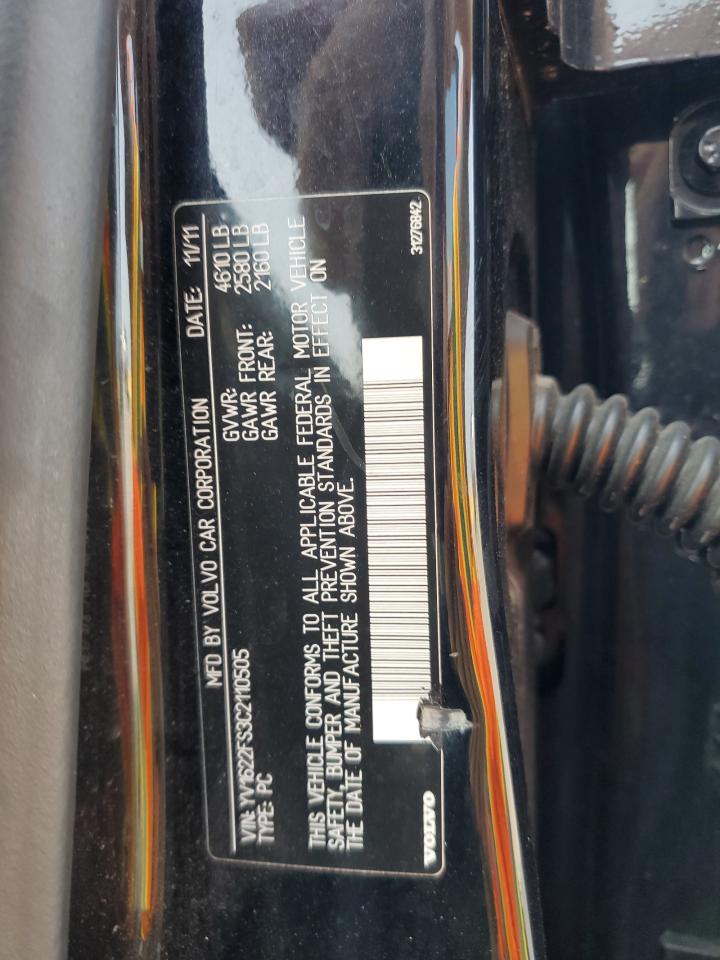 MFD BY VOLVO CAR CORPORATION DATE: 11/11
VIN: YV1622FS3C2110505
TYPE: PC
GVWR: 4610 LB
GAWR FRONT: 2580 LB
GAWR REAR: 2160 LB
THIS VEHICLE CONFORMS TO ALL APPLICABLE FEDERAL MOTOR VEHICLE
SAFETY, BUMPER AND THEFT PREVENTION STANDARDS IN EFFECT ON
THE DATE OF MANUFACTURE SHOWN ABOVE.
VOLVO
31276842